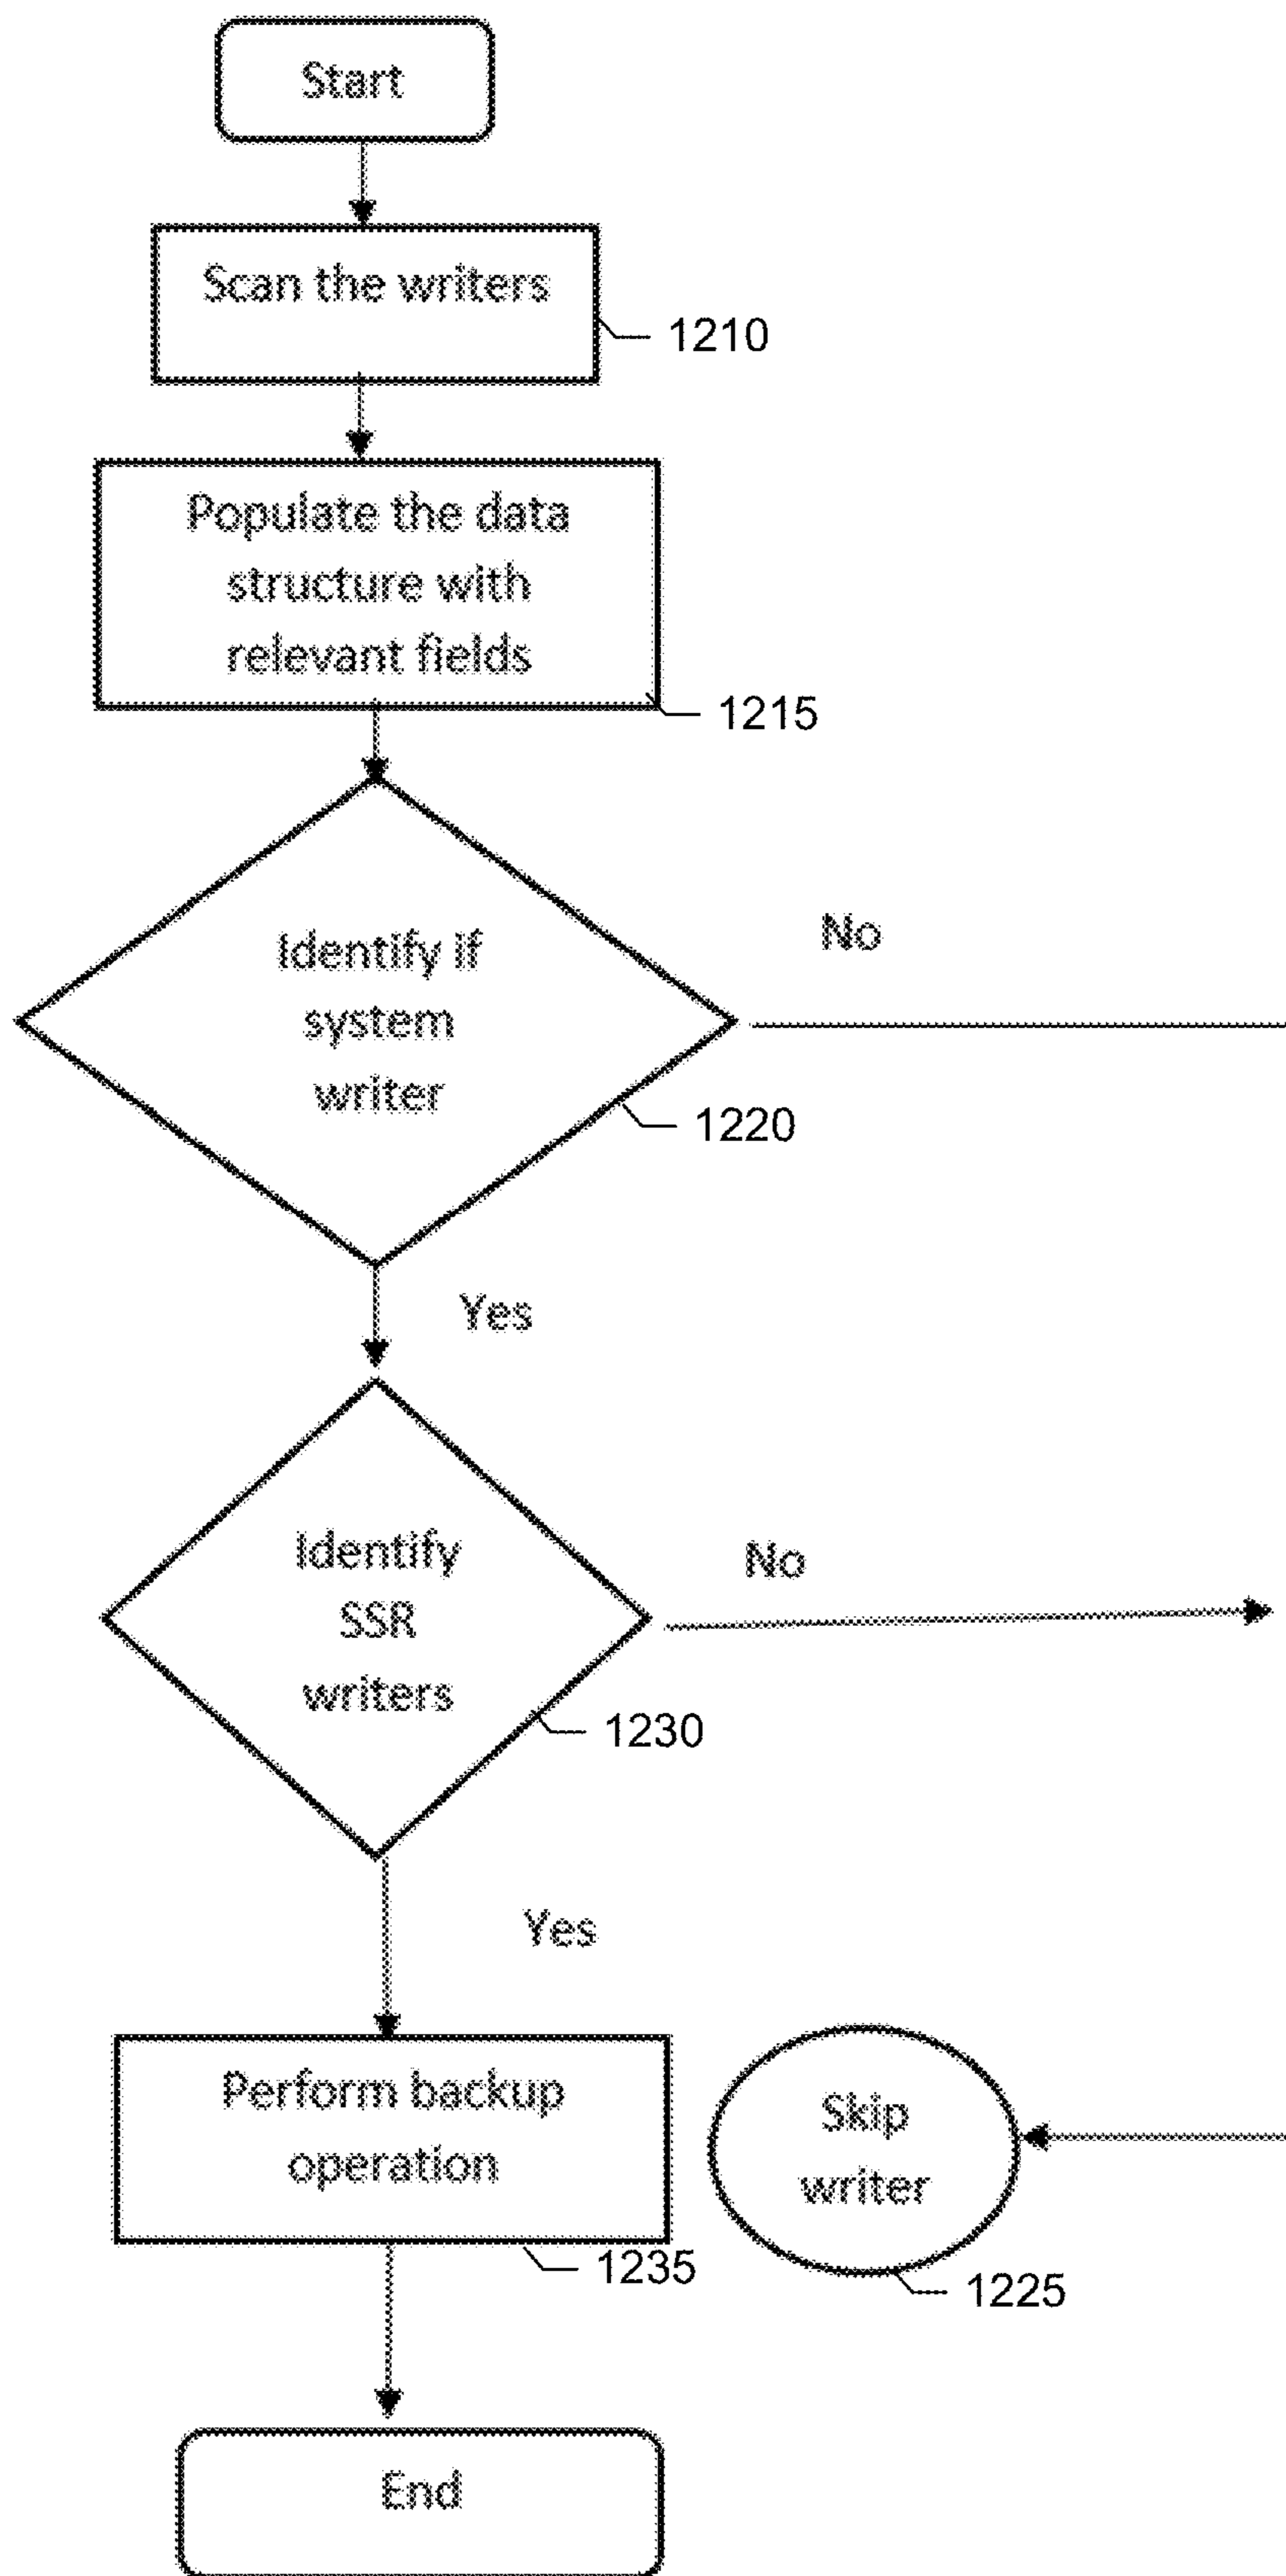 Start
Scan the writers
1210
Populate the data
structure with
relevant fields
1215
No
Identify if
system
writer
1220
Yes
Identify
SSR
writers
No
1230
Yes
Perform backup
operation
1235
Skip
writer
1225
End